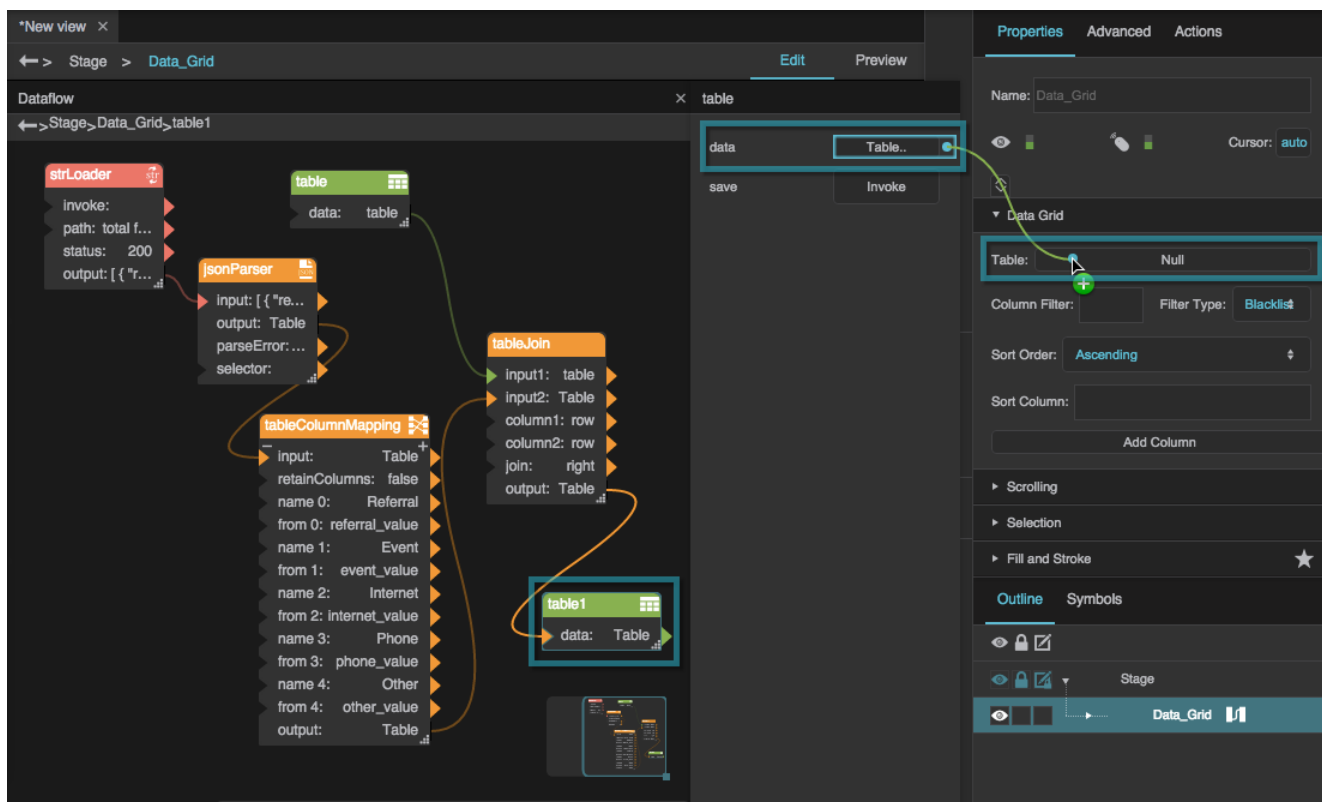 *New view ×
Stage > Data_Grid
Edit Preview
Dataflow ×
Stage>Data_Grid>table1
strLoader str
invoke:
path: total f...
status: 200
output: [ { "r...
table
data: table
jsonParser JSON
input: [ { "re...
output: Table
parseError: ...
selector:
tableColumnMapping
input: Table
retainColumns: false
name 0: Referral
from 0: referral_value
name 1: Event
from 1: event_value
name 2: Internet
from 2: internet_value
name 3: Phone
from 3: phone_value
name 4: Other
from 4: other_value
output: Table
tableJoin
input1: table
input2: Table
column1: row
column2: row
join: right
output: Table
table1
data: Table
table
data Table..
save Invoke
Properties Advanced Actions
Name: Data_Grid
Cursor: auto
Data Grid
Table: Null
Column Filter: Filter Type: Blacklist
Sort Order: Ascending
Sort Column:
Add Column
Scrolling
Selection
Fill and Stroke
Outline Symbols
Stage
Data_Grid